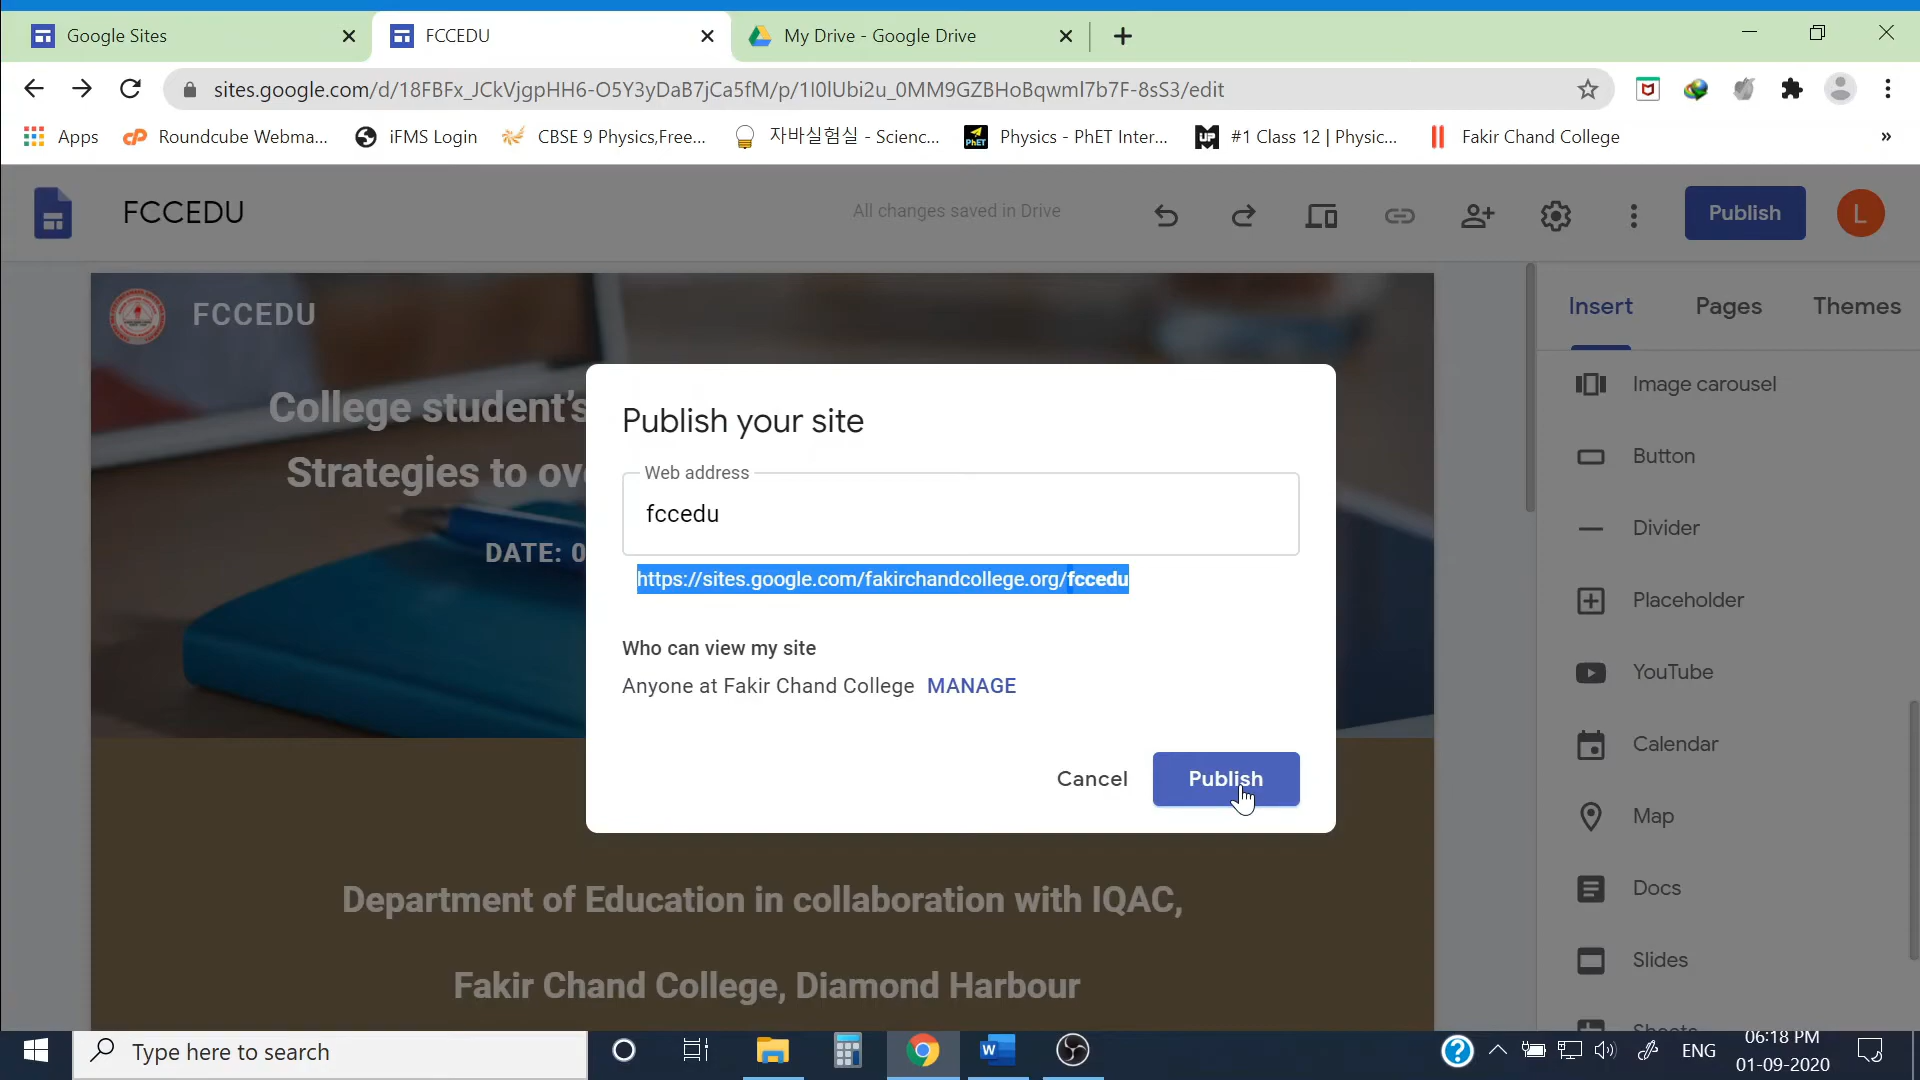 Google Sites
FCCEDU
My Drive - Google Drive
sites.google.com/d/18FBFx_JCkVjgpHH6-O5Y3yDaB7jCa5fM/p/1I0lUbi2u_0MM9GZBHoBqwmI7b7F-8sS3/edit
Apps
Roundcube Webma...
iFMS Login
CBSE 9 Physics,Free...
자바실험실 - Scienc...
Physics - PhET Inter...
#1 Class 12 | Physic...
Fakir Chand College
»
FCCEDU
All changes saved in Drive
Publish
L
FCCEDU
College student's
Strategies to ov
DATE: 0
Publish your site
Web address
fccedu
https://sites.google.com/fakirchandcollege.org/fccedu
Who can view my site
Anyone at Fakir Chand College MANAGE
Cancel
Publish
Department of Education in collaboration with IQAC,
Fakir Chand College, Diamond Harbour
Insert
Pages
Themes
Image carousel
Button
Divider
Placeholder
YouTube
Calendar
Map
Docs
Slides
Sheets
Type here to search
ENG
06:18 PM
01-09-2020